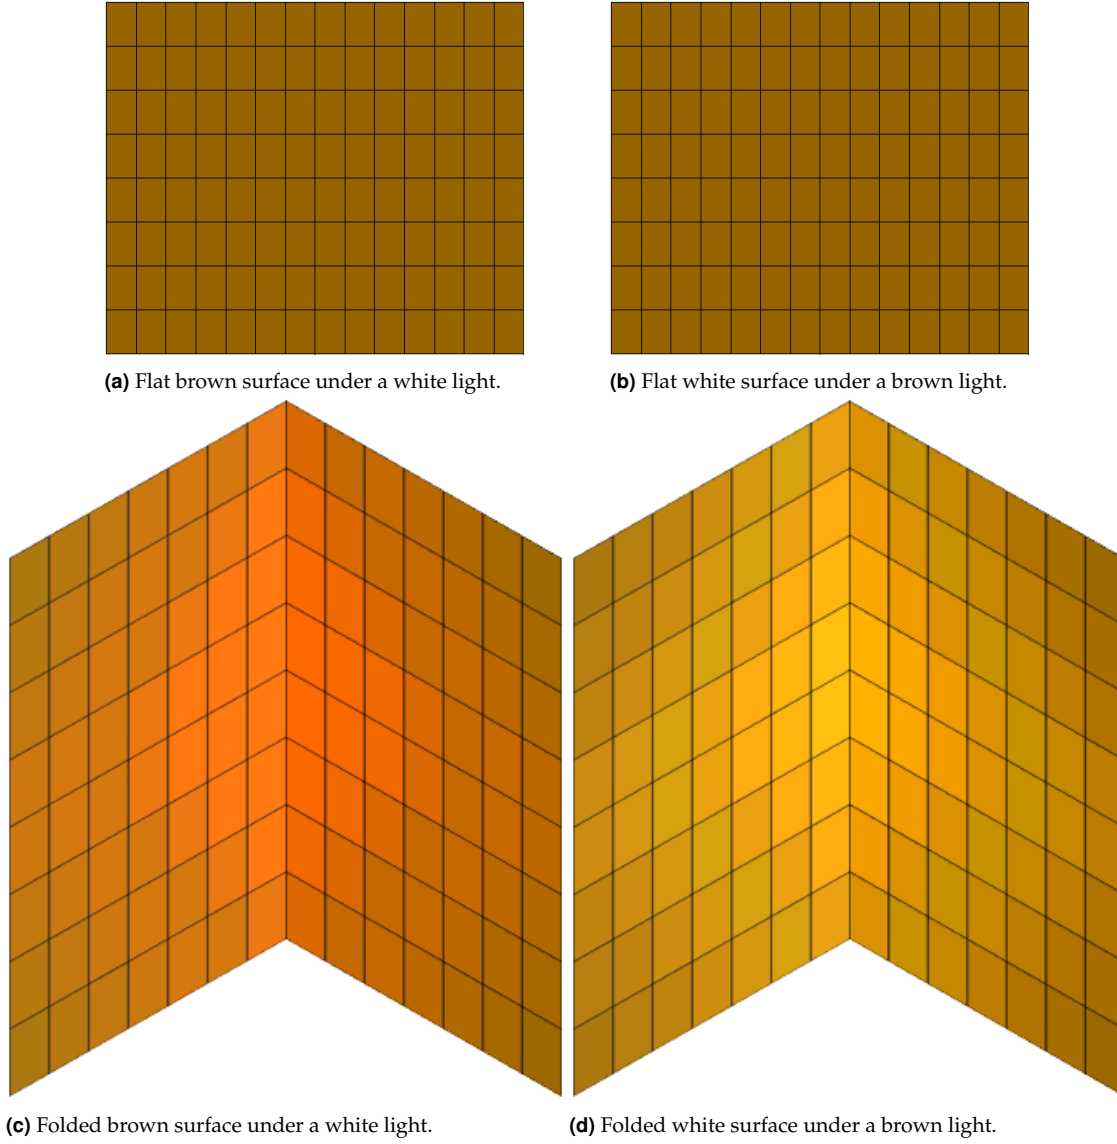 (a) Flat brown surface under a white light.
(b) Flat white surface under a brown light.
(c) Folded brown surface under a white light.
(d) Folded white surface under a brown light.